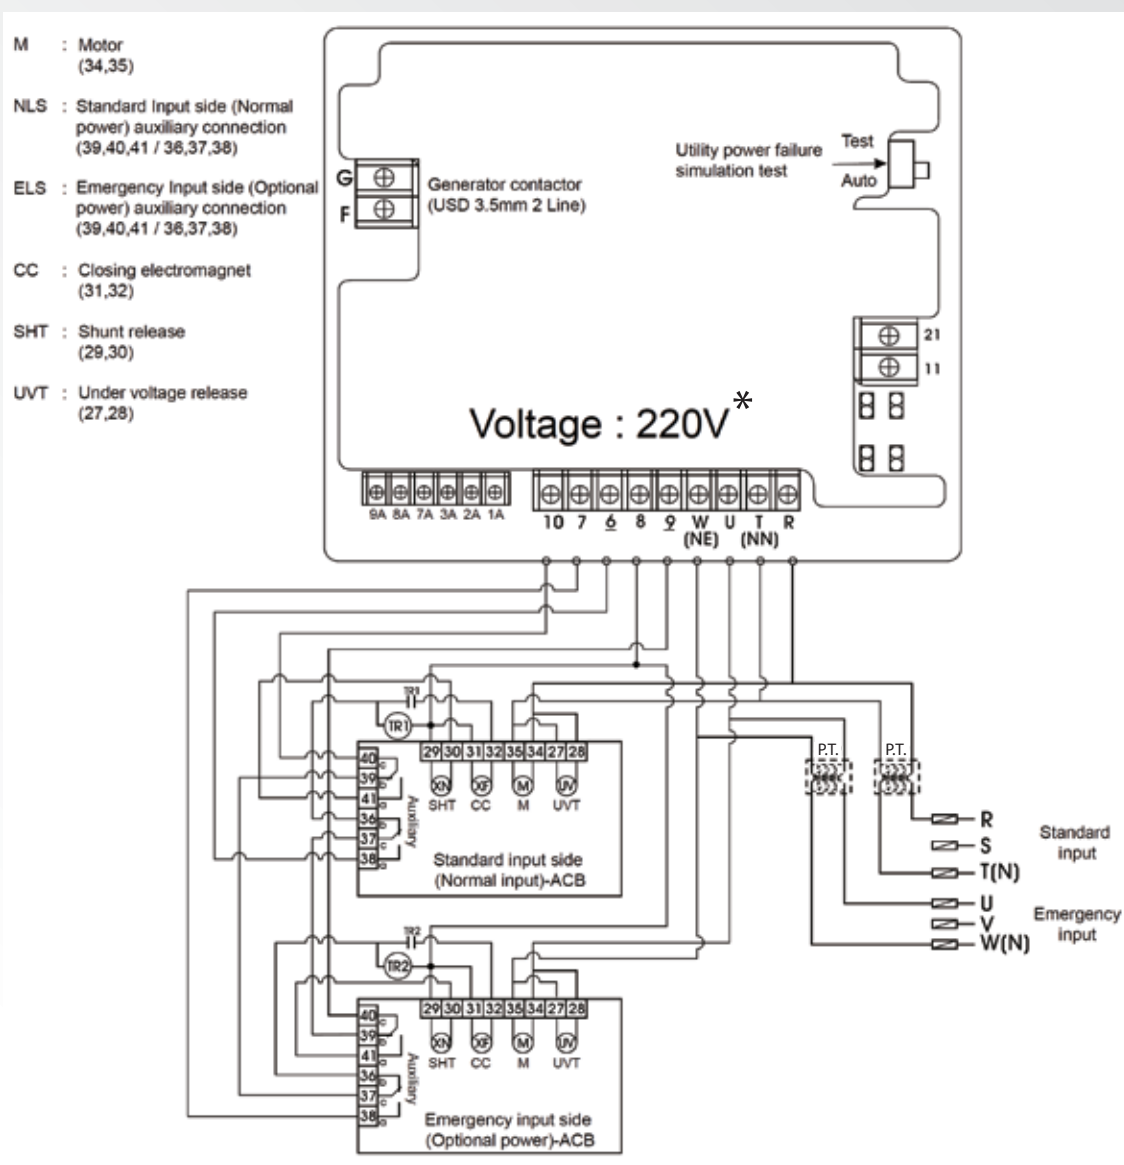 M : Motor
(34,35)
NLS : Standard Input side (Normal
power) auxiliary connection
(39,40,41 / 36,37,38)
ELS : Emergency Input side (Optional
power) auxiliary connection
(39,40,41 / 36,37,38)
CC : Closing electromagnet
(31,32)
SHT : Shunt release
(29,30)
UVT : Under voltage release
(27,28)
G
F
Generator contactor
(USD 3.5mm 2 Line)
Utility power failure
simulation test
Test
Auto
21
11
Voltage : 220V*
9A 8A 7A 3A 2A 1A
10 7 6 8 9 W U T R
(NE) (NN)
TR1
TR1
29 30 31 32 35 34 27 28
XN XF M UV
SHT CC M UVT
40
39
41
36
37
38
C
b
a
b
C
a
Auxiliary
Standard input side
(Normal input)-ACB
P.T. P.T.
R
S
T(N)
Standard
input
U
V
W(N)
Emergency
input
TR2
TR2
29 30 31 32 35 34 27 28
XN XF M UV
SHT CC M UVT
40
39
41
36
37
38
Auxiliary
Emergency input side
(Optional power)-ACB